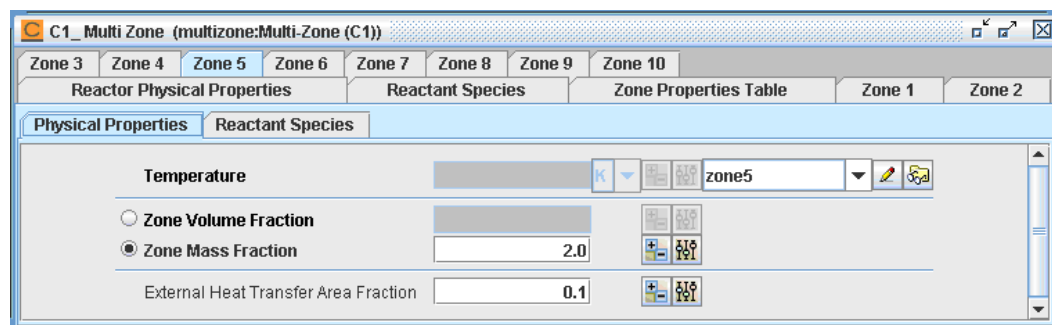 C C1_ Multi Zone (multizone:Multi-Zone (C1))
Zone 3 Zone 4 Zone 5 Zone 6 Zone 7 Zone 8 Zone 9 Zone 10
Reactor Physical Properties Reactant Species Zone Properties Table Zone 1 Zone 2
Physical Properties Reactant Species
Temperature K zone5
Zone Volume Fraction
Zone Mass Fraction 2.0
External Heat Transfer Area Fraction 0.1